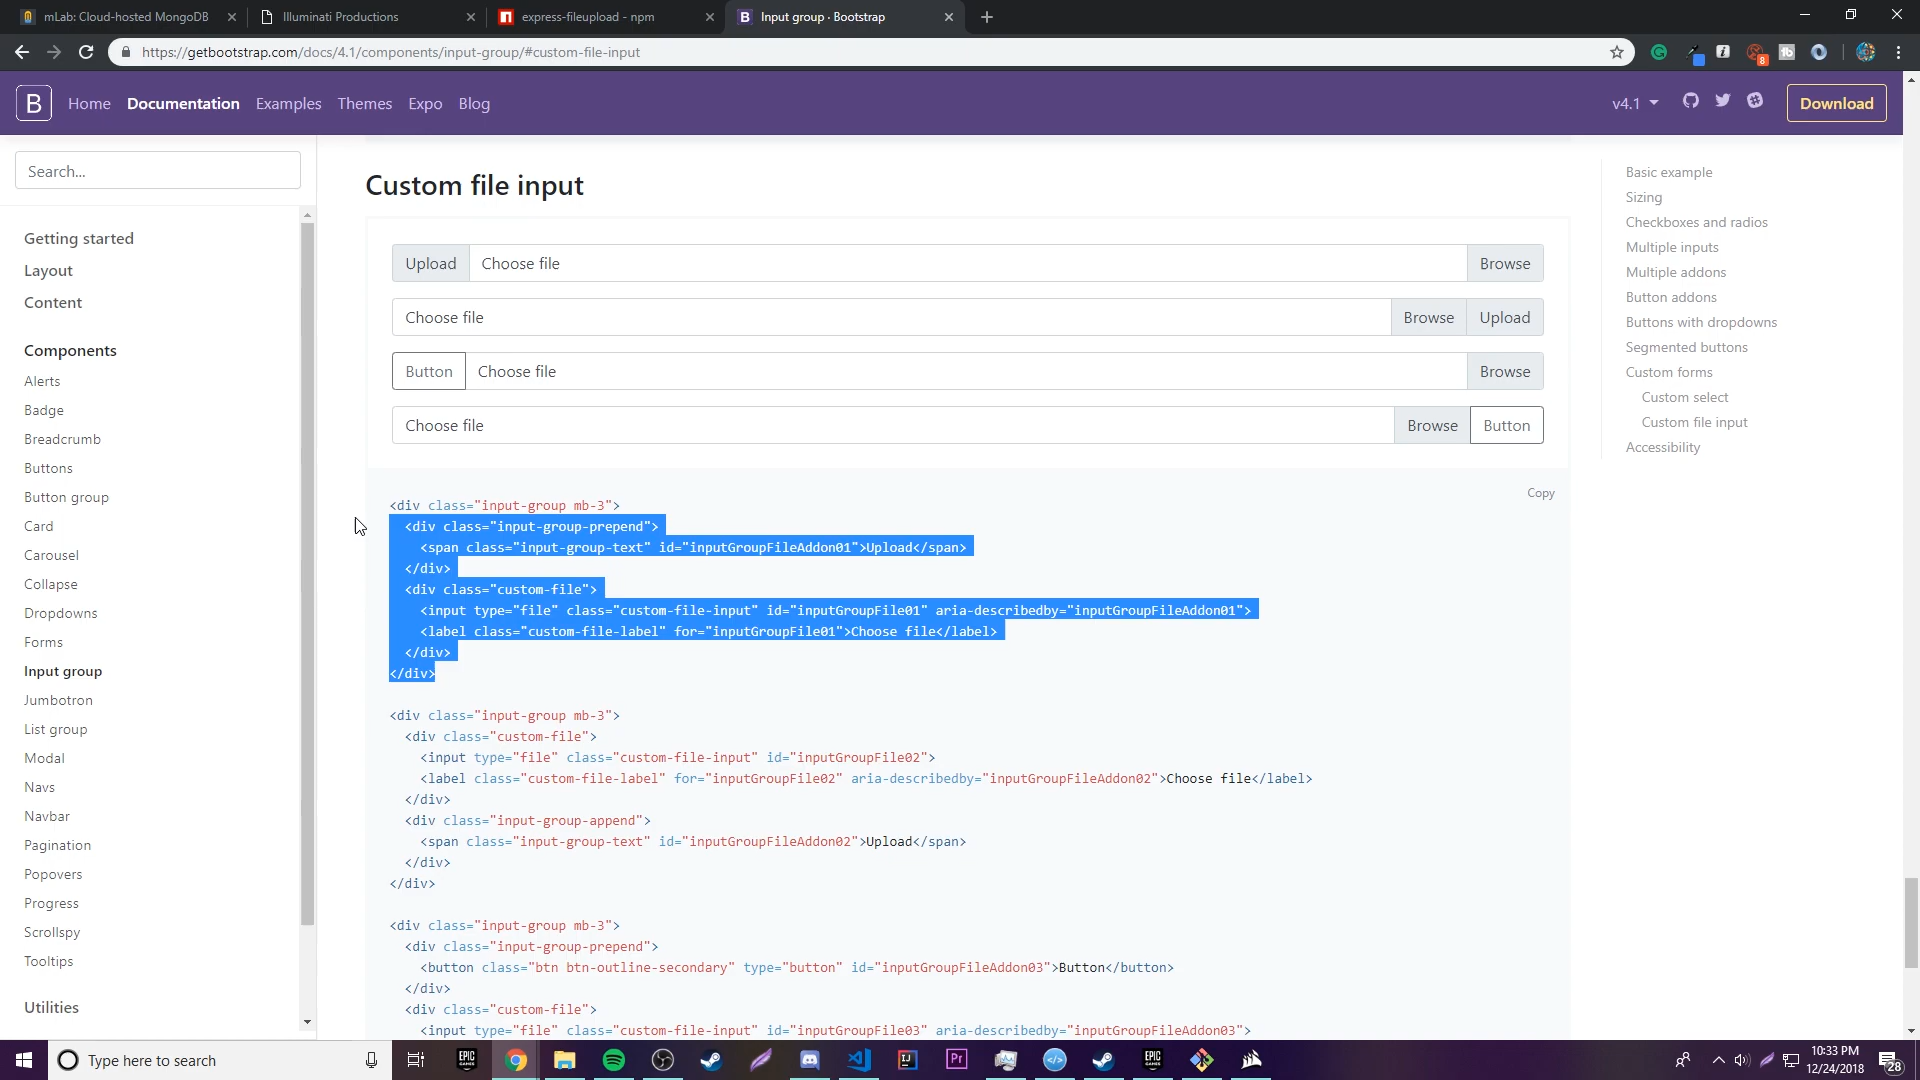 mLab: Cloud-hosted MongoDB
Illuminati Productions
express-fileupload - npm
Input group · Bootstrap
https://getbootstrap.com/docs/4.1/components/input-group/#custom-file-input
B Home Documentation Examples Themes Expo Blog v4.1 Download
Search...
Getting started
Layout
Content
Components
Alerts
Badge
Breadcrumb
Buttons
Button group
Card
Carousel
Collapse
Dropdowns
Forms
Input group
Jumbotron
List group
Modal
Navs
Navbar
Pagination
Popovers
Progress
Scrollspy
Tooltips
Utilities
Custom file input
Upload Choose file Browse
Choose file Browse Upload
Button Choose file Browse
Choose file Browse Button
Copy
<div class="input-group mb-3">
<div class="input-group-prepend">
<span class="input-group-text" id="inputGroupFileAddon01">Upload</span>
</div>
<div class="custom-file">
<input type="file" class="custom-file-input" id="inputGroupFile01" aria-describedby="inputGroupFileAddon01">
<label class="custom-file-label" for="inputGroupFile01">Choose file</label>
</div>
</div>
<div class="input-group mb-3">
<div class="custom-file">
<input type="file" class="custom-file-input" id="inputGroupFile02">
<label class="custom-file-label" for="inputGroupFile02" aria-describedby="inputGroupFileAddon02">Choose file</label>
</div>
<div class="input-group-append">
<span class="input-group-text" id="inputGroupFileAddon02">Upload</span>
</div>
</div>
<div class="input-group mb-3">
<div class="input-group-prepend">
<button class="btn btn-outline-secondary" type="button" id="inputGroupFileAddon03">Button</button>
</div>
<div class="custom-file">
<input type="file" class="custom-file-input" id="inputGroupFile03" aria-describedby="inputGroupFileAddon03">
Basic example
Sizing
Checkboxes and radios
Multiple inputs
Multiple addons
Button addons
Buttons with dropdowns
Segmented buttons
Custom forms
Custom select
Custom file input
Accessibility
Type here to search
10:33 PM
12/24/2018
28